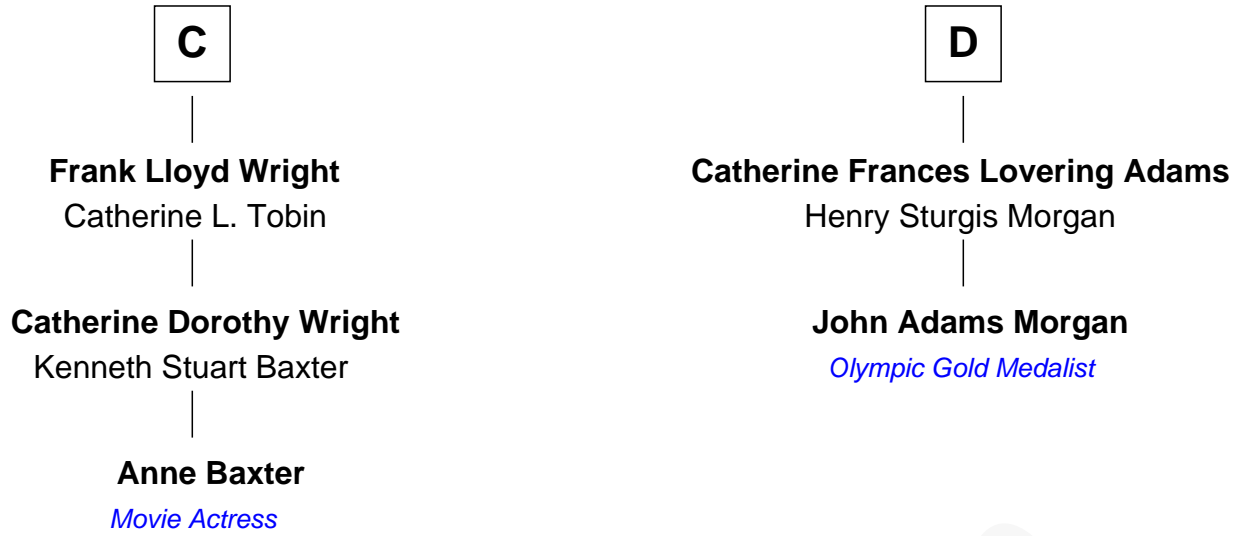 C
Frank Lloyd Wright
Catherine L. Tobin
Catherine Dorothy Wright
Kenneth Stuart Baxter
Anne Baxter
Movie Actress
D
Catherine Frances Lovering Adams
Henry Sturgis Morgan
John Adams Morgan
Olympic Gold Medalist